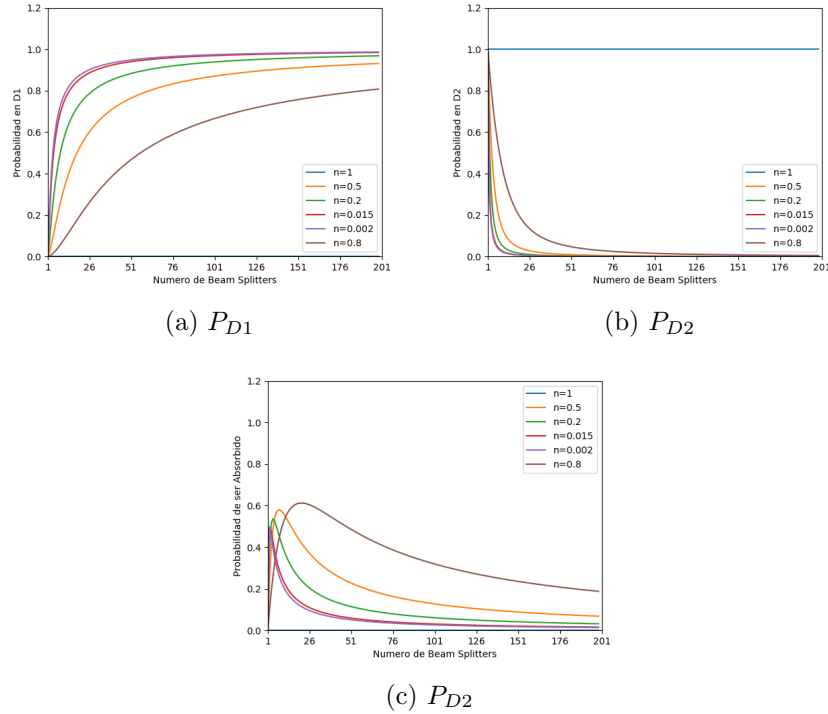 Probabilidad en D1
1.2
1.0
0.8
0.6
0.4
0.2
0.0
n=1
n=0.5
n=0.2
n=0.015
n=0.002
n=0.8
1 26 51 76 101 126 151 176 201
Numero de Beam Splitters
(a) P_{D1}
Probabilidad en D2
1.2
1.0
0.8
0.6
0.4
0.2
0.0
n=1
n=0.5
n=0.2
n=0.015
n=0.002
n=0.8
1 26 51 76 101 126 151 176 201
Numero de Beam Splitters
(b) P_{D2}
Probabilidad de ser Absorbido
1.2
1.0
0.8
0.6
0.4
0.2
0.0
n=1
n=0.5
n=0.2
n=0.015
n=0.002
n=0.8
1 26 51 76 101 126 151 176 201
Numero de Beam Splitters
(c) P_{D2}